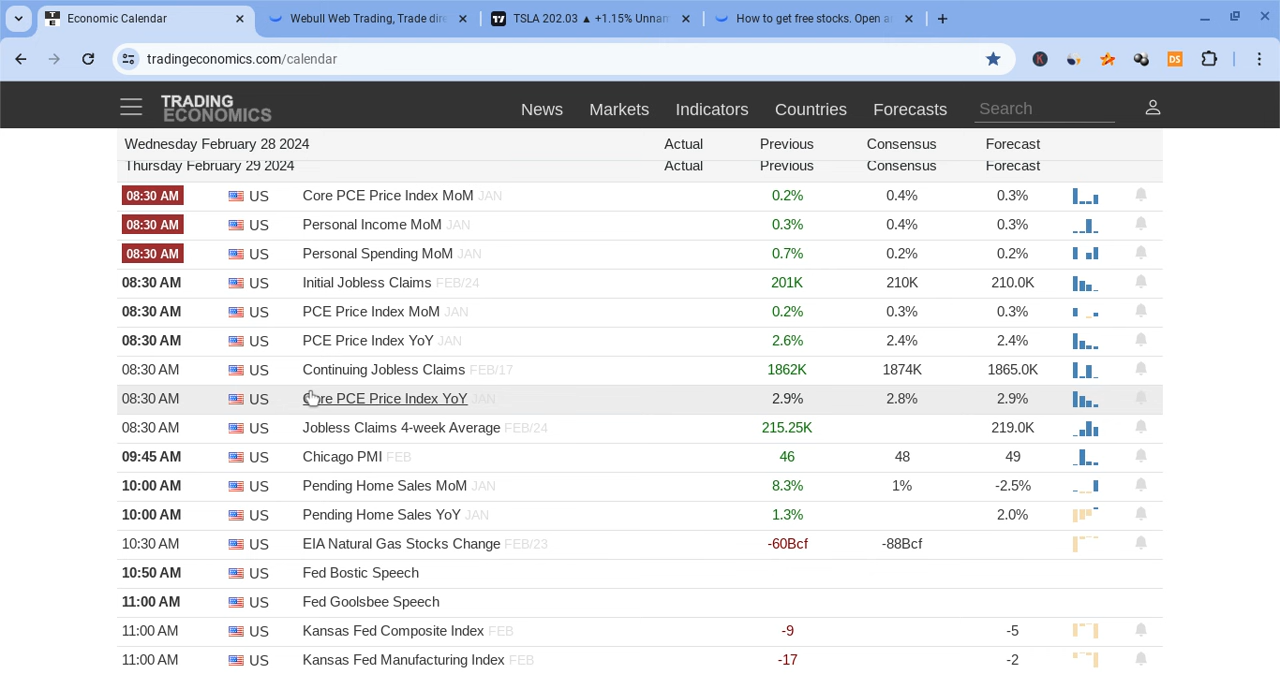 Economic Calendar
Webull Web Trading, Trade dire
TSLA 202.03 ▲ +1.15% Unnam
How to get free stocks. Open a
tradingeconomics.com/calendar
DS
TRADING ECONOMICS
News Markets Indicators Countries Forecasts Search
Wednesday February 28 2024 Actual Previous Consensus Forecast
Thursday February 29 2024 Actual Previous Consensus Forecast
08:30 AM US Core PCE Price Index MoM JAN 0.2% 0.4% 0.3%
08:30 AM US Personal Income MoM JAN 0.3% 0.4% 0.3%
08:30 AM US Personal Spending MoM JAN 0.7% 0.2% 0.2%
08:30 AM US Initial Jobless Claims FEB/24 201K 210K 210.0K
08:30 AM US PCE Price Index MoM JAN 0.2% 0.3% 0.3%
08:30 AM US PCE Price Index YoY JAN 2.6% 2.4% 2.4%
08:30 AM US Continuing Jobless Claims FEB/17 1862K 1874K 1865.0K
08:30 AM US Core PCE Price Index YoY JAN 2.9% 2.8% 2.9%
08:30 AM US Jobless Claims 4-week Average FEB/24 215.25K 219.0K
09:45 AM US Chicago PMI FEB 46 48 49
10:00 AM US Pending Home Sales MoM JAN 8.3% 1% -2.5%
10:00 AM US Pending Home Sales YoY JAN 1.3% 2.0%
10:30 AM US EIA Natural Gas Stocks Change FEB/23 -60Bcf -88Bcf
10:50 AM US Fed Bostic Speech
11:00 AM US Fed Goolsbee Speech
11:00 AM US Kansas Fed Composite Index FEB -9 -5
11:00 AM US Kansas Fed Manufacturing Index FEB -17 -2